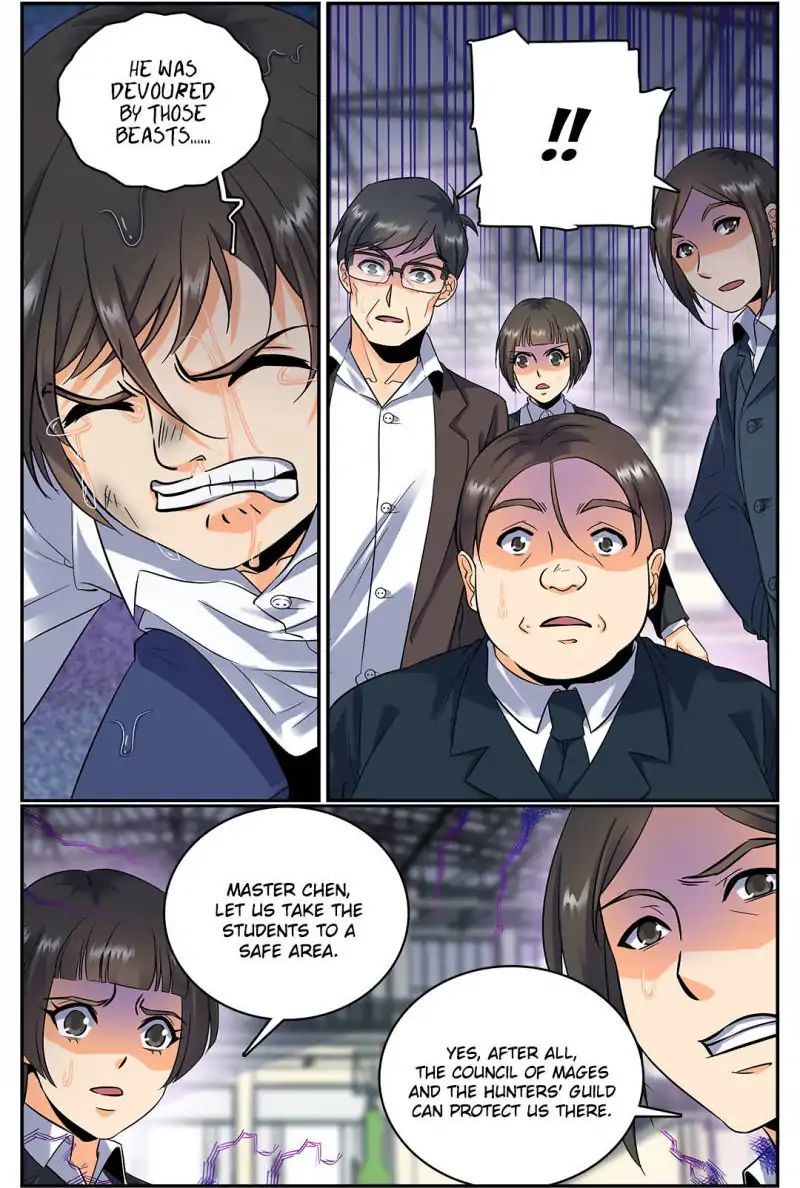 HE WAS
DEVOURED
BY THOSE
BEASTS......
!!
MASTER CHEN,
LET US TAKE THE
STUDENTS TO A
SAFE AREA.
YES, AFTER ALL,
THE COUNCIL OF MAGES
AND THE HUNTERS' GUILD
CAN PROTECT US THERE.